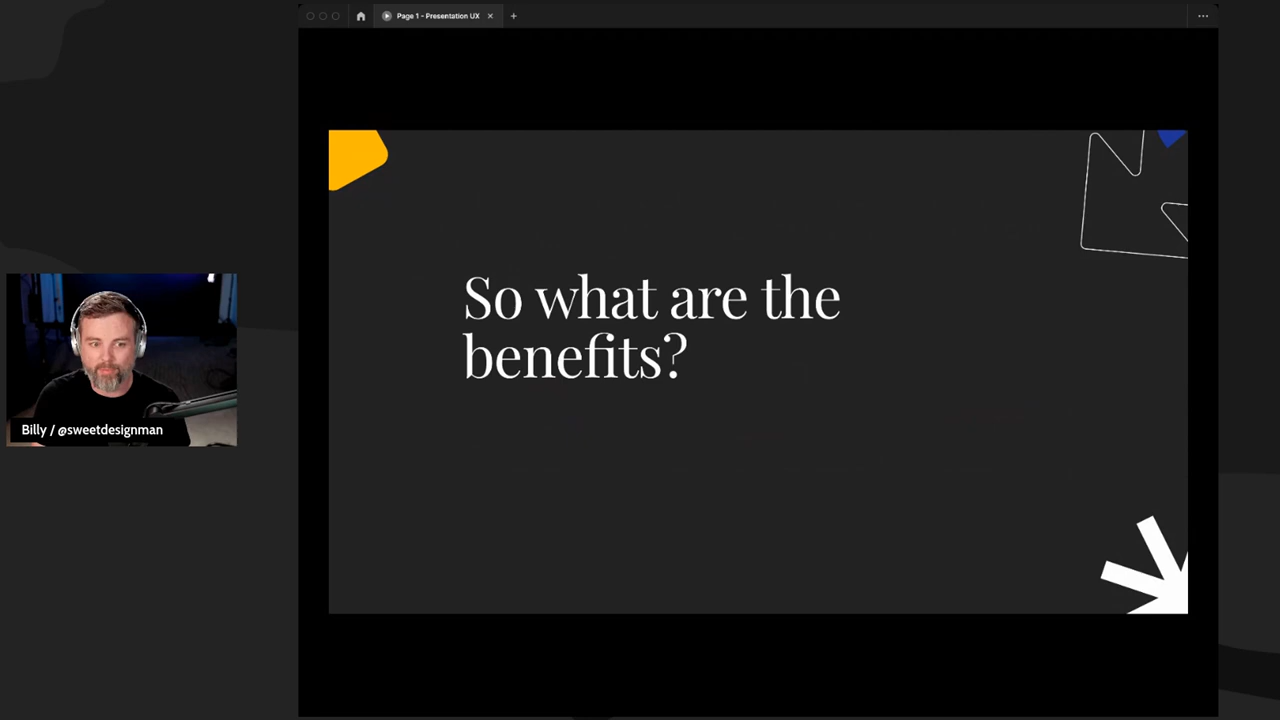 Page 1 - Presentation UX
So what are the
benefits?
Billy / @sweetdesignman